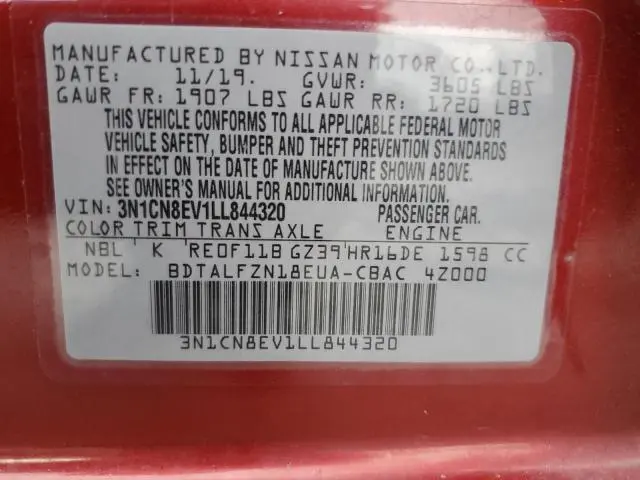 MANUFACTURED BY NISSAN MOTOR CO., LTD.
DATE: 11/19. GVWR: 3605 LBS
GAWR FR: 1907 LBS GAWR RR: 1720 LBS
THIS VEHICLE CONFORMS TO ALL APPLICABLE FEDERAL MOTOR
VEHICLE SAFETY, BUMPER AND THEFT PREVENTION STANDARDS
IN EFFECT ON THE DATE OF MANUFACTURE SHOWN ABOVE.
SEE OWNER'S MANUAL FOR ADDITIONAL INFORMATION.
VIN: 3N1CN8EV1LL844320 PASSENGER CAR.
COLOR TRIM TRANS AXLE ENGINE
NBL K RE0F11B GZ39 HR16DE 1598 CC
MODEL: BDTALFZN18EUA-CBAC 4Z000
3N1CN8EV1LL844320